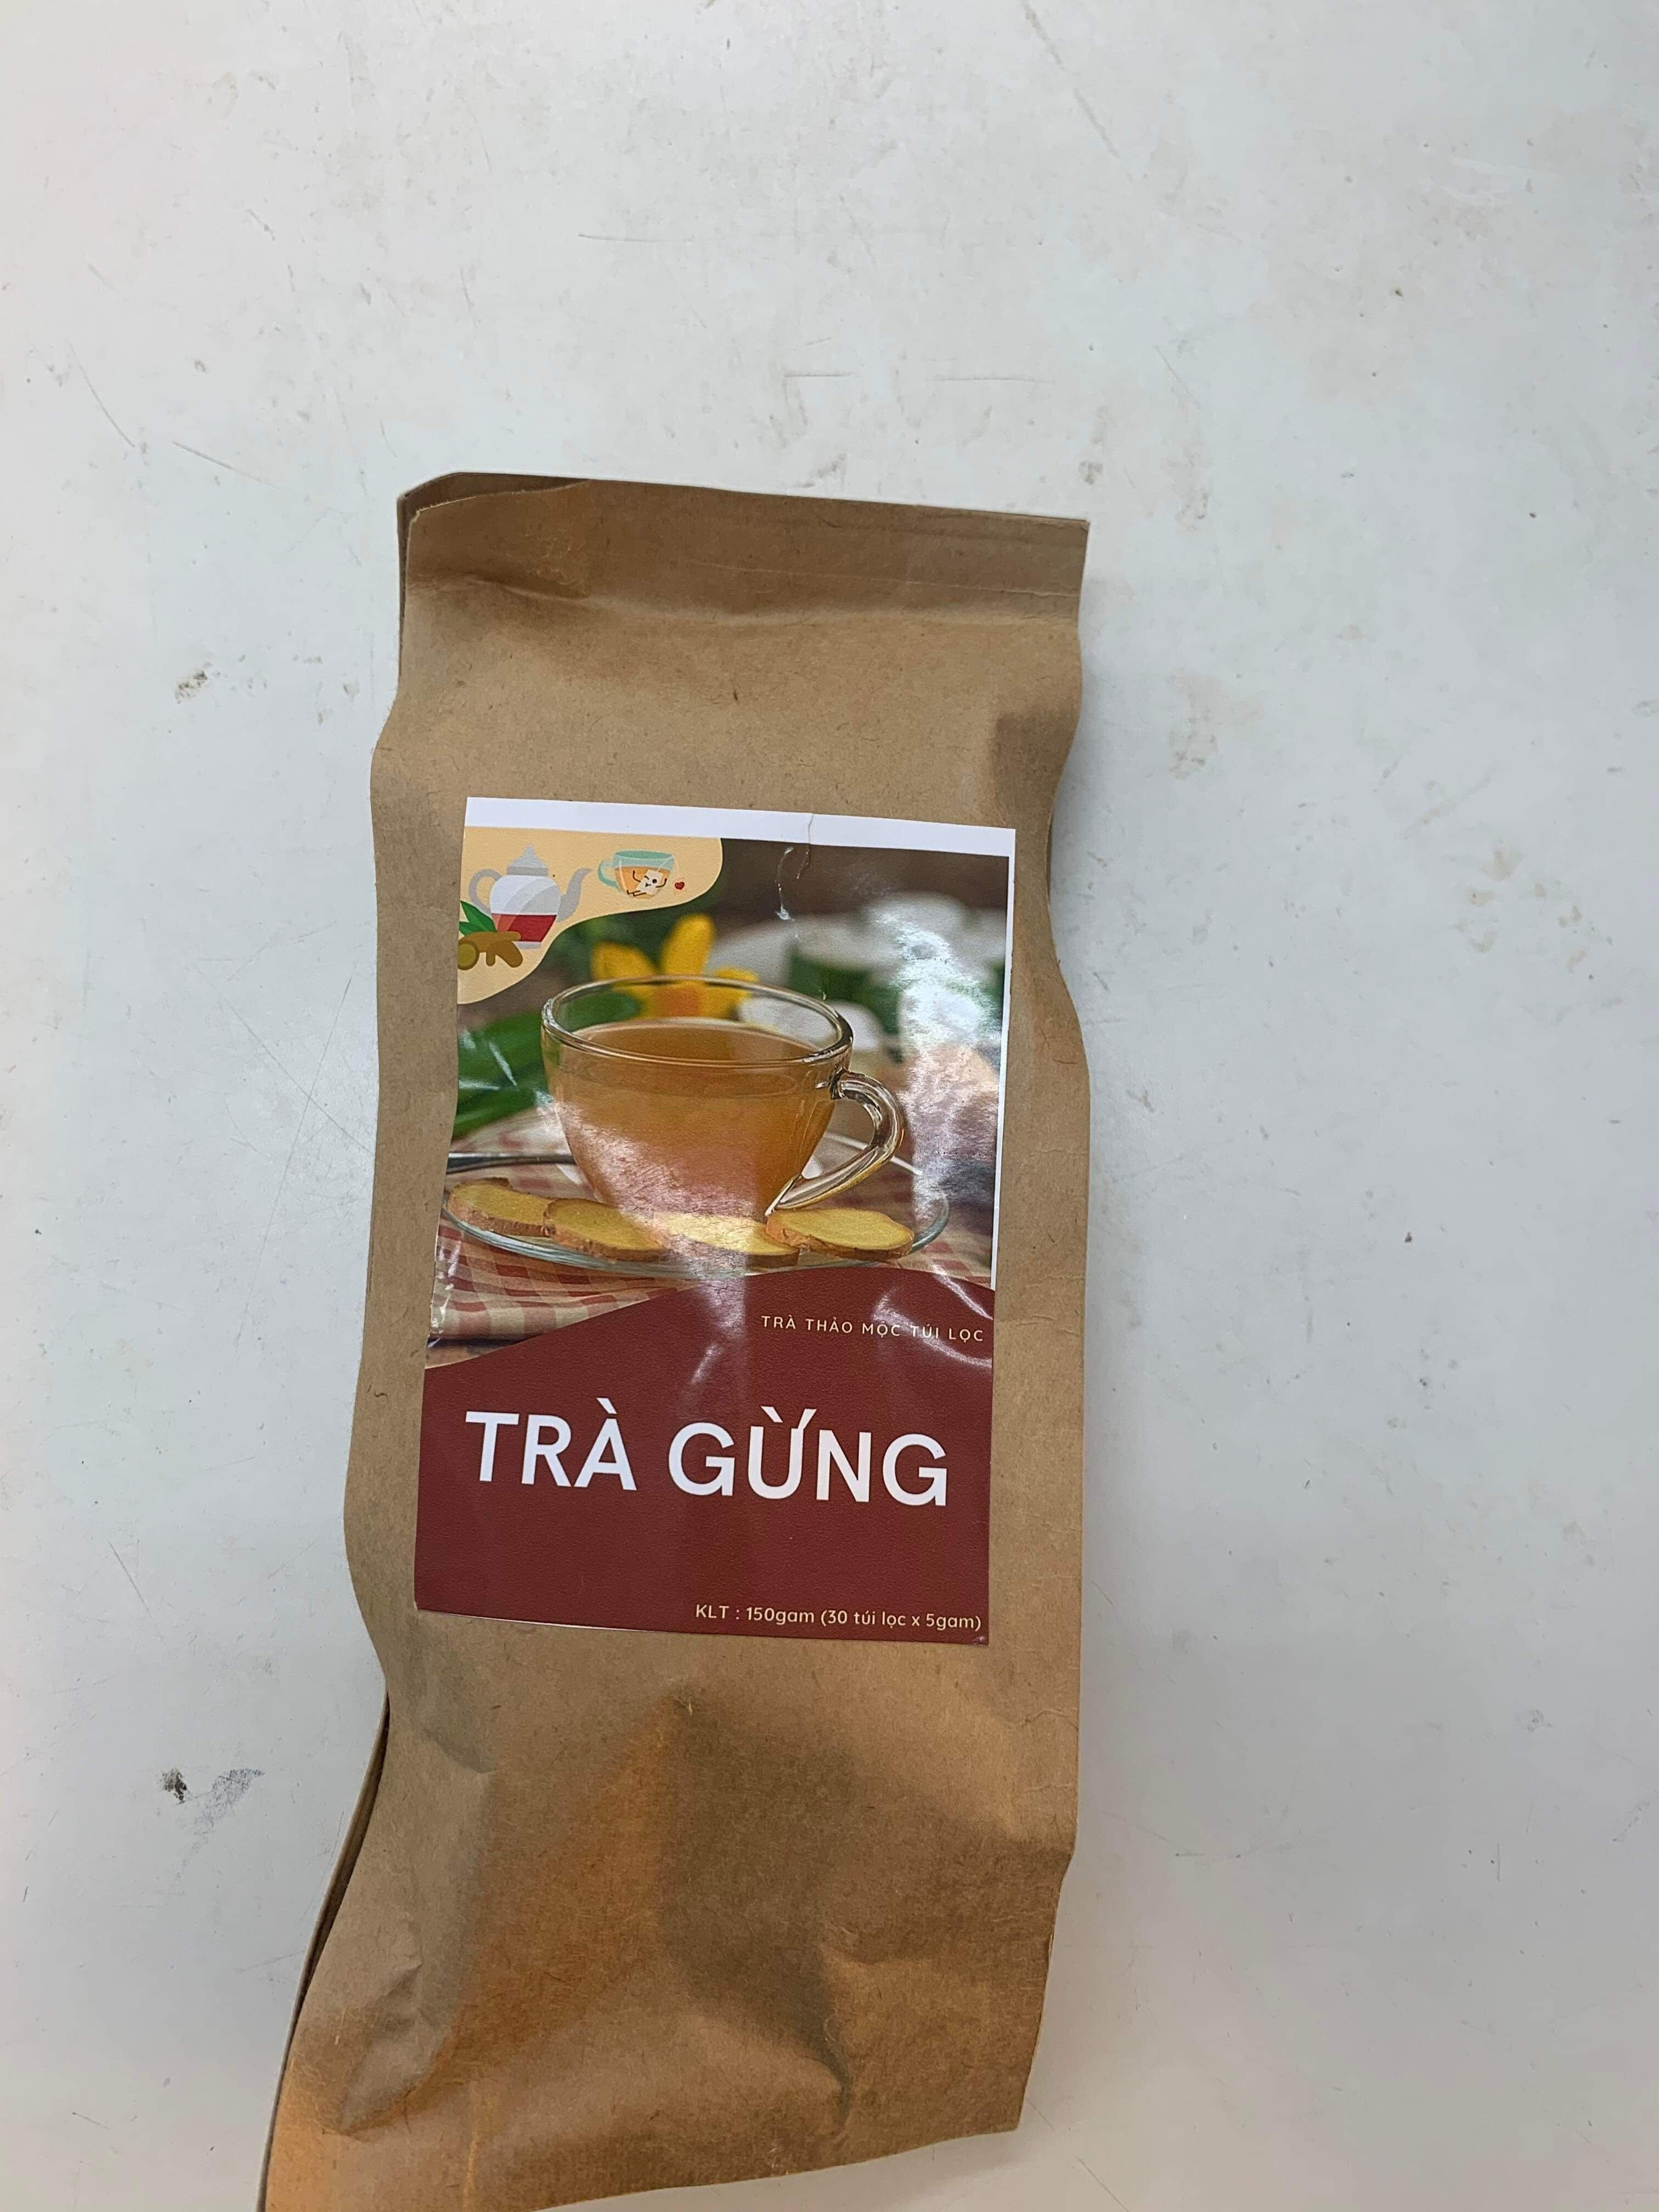 TRÀ THẢO MỘC TÚI LỌC
TRÀ GỪNG
KLT : 150gam (30 túi lọc x 5gam)